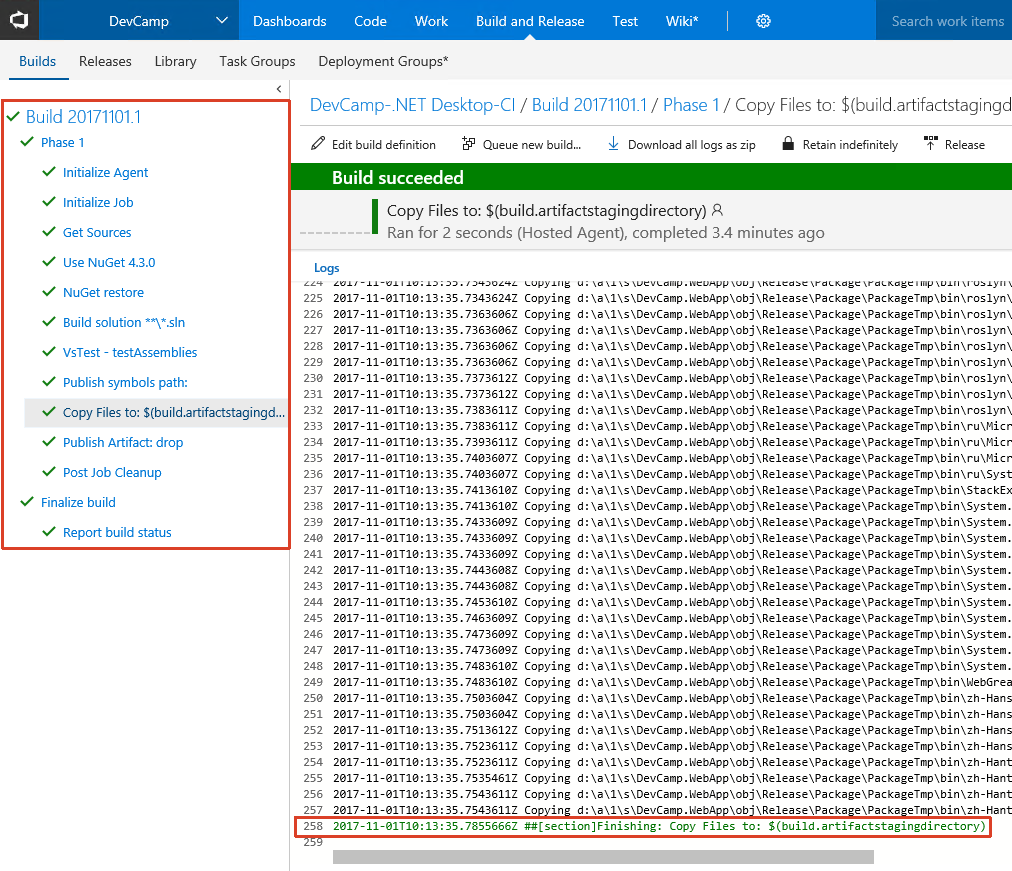 DevCamp
Dashboards
Code
Work
Build and Release
Test
Wiki*
Search work items
Builds
Releases
Library
Task Groups
Deployment Groups*
Build 20171101.1
Phase 1
Initialize Agent
Initialize Job
Get Sources
Use NuGet 4.3.0
NuGet restore
Build solution **\*.sln
VsTest - testAssemblies
Publish symbols path:
Copy Files to: $(build.artifactstagingd...
Publish Artifact: drop
Post Job Cleanup
Finalize build
Report build status
DevCamp-.NET Desktop-CI / Build 20171101.1 / Phase 1 / Copy Files to: $(build.artifactstagingd
Edit build definition
Queue new build...
Download all logs as zip
Retain indefinitely
Release
Build succeeded
Copy Files to: $(build.artifactstagingdirectory)
Ran for 2 seconds (Hosted Agent), completed 3.4 minutes ago
Logs
224 2017-11-01T10:13:35.7343624Z Copying d:\a\1\s\DevCamp.WebApp\obj\Release\Package\PackageTmp\bin\roslyn\
225 2017-11-01T10:13:35.7343624Z Copying d:\a\1\s\DevCamp.WebApp\obj\Release\Package\PackageTmp\bin\roslyn\
226 2017-11-01T10:13:35.7363606Z Copying d:\a\1\s\DevCamp.WebApp\obj\Release\Package\PackageTmp\bin\roslyn\
227 2017-11-01T10:13:35.7363606Z Copying d:\a\1\s\DevCamp.WebApp\obj\Release\Package\PackageTmp\bin\roslyn\
228 2017-11-01T10:13:35.7363606Z Copying d:\a\1\s\DevCamp.WebApp\obj\Release\Package\PackageTmp\bin\roslyn\
229 2017-11-01T10:13:35.7363606Z Copying d:\a\1\s\DevCamp.WebApp\obj\Release\Package\PackageTmp\bin\roslyn\
230 2017-11-01T10:13:35.7373612Z Copying d:\a\1\s\DevCamp.WebApp\obj\Release\Package\PackageTmp\bin\roslyn\
231 2017-11-01T10:13:35.7373612Z Copying d:\a\1\s\DevCamp.WebApp\obj\Release\Package\PackageTmp\bin\roslyn\
232 2017-11-01T10:13:35.7383611Z Copying d:\a\1\s\DevCamp.WebApp\obj\Release\Package\PackageTmp\bin\roslyn\
233 2017-11-01T10:13:35.7383611Z Copying d:\a\1\s\DevCamp.WebApp\obj\Release\Package\PackageTmp\bin\ru\Micr
234 2017-11-01T10:13:35.7393611Z Copying d:\a\1\s\DevCamp.WebApp\obj\Release\Package\PackageTmp\bin\ru\Micr
235 2017-11-01T10:13:35.7403607Z Copying d:\a\1\s\DevCamp.WebApp\obj\Release\Package\PackageTmp\bin\ru\Micr
236 2017-11-01T10:13:35.7403607Z Copying d:\a\1\s\DevCamp.WebApp\obj\Release\Package\PackageTmp\bin\ru\Syst
237 2017-11-01T10:13:35.7413610Z Copying d:\a\1\s\DevCamp.WebApp\obj\Release\Package\PackageTmp\bin\StackEx
238 2017-11-01T10:13:35.7413610Z Copying d:\a\1\s\DevCamp.WebApp\obj\Release\Package\PackageTmp\bin\System.
239 2017-11-01T10:13:35.7433609Z Copying d:\a\1\s\DevCamp.WebApp\obj\Release\Package\PackageTmp\bin\System.
240 2017-11-01T10:13:35.7433609Z Copying d:\a\1\s\DevCamp.WebApp\obj\Release\Package\PackageTmp\bin\System.
241 2017-11-01T10:13:35.7433609Z Copying d:\a\1\s\DevCamp.WebApp\obj\Release\Package\PackageTmp\bin\System.
242 2017-11-01T10:13:35.7443608Z Copying d:\a\1\s\DevCamp.WebApp\obj\Release\Package\PackageTmp\bin\System.
243 2017-11-01T10:13:35.7443608Z Copying d:\a\1\s\DevCamp.WebApp\obj\Release\Package\PackageTmp\bin\System.
244 2017-11-01T10:13:35.7453610Z Copying d:\a\1\s\DevCamp.WebApp\obj\Release\Package\PackageTmp\bin\System.
245 2017-11-01T10:13:35.7463609Z Copying d:\a\1\s\DevCamp.WebApp\obj\Release\Package\PackageTmp\bin\System.
246 2017-11-01T10:13:35.7473609Z Copying d:\a\1\s\DevCamp.WebApp\obj\Release\Package\PackageTmp\bin\System.
247 2017-11-01T10:13:35.7473609Z Copying d:\a\1\s\DevCamp.WebApp\obj\Release\Package\PackageTmp\bin\System.
248 2017-11-01T10:13:35.7483610Z Copying d:\a\1\s\DevCamp.WebApp\obj\Release\Package\PackageTmp\bin\System.
249 2017-11-01T10:13:35.7483610Z Copying d:\a\1\s\DevCamp.WebApp\obj\Release\Package\PackageTmp\bin\WebGrea
250 2017-11-01T10:13:35.7503604Z Copying d:\a\1\s\DevCamp.WebApp\obj\Release\Package\PackageTmp\bin\zh-Hans
251 2017-11-01T10:13:35.7503604Z Copying d:\a\1\s\DevCamp.WebApp\obj\Release\Package\PackageTmp\bin\zh-Hans
252 2017-11-01T10:13:35.7513612Z Copying d:\a\1\s\DevCamp.WebApp\obj\Release\Package\PackageTmp\bin\zh-Hans
253 2017-11-01T10:13:35.7523611Z Copying d:\a\1\s\DevCamp.WebApp\obj\Release\Package\PackageTmp\bin\zh-Hans
254 2017-11-01T10:13:35.7523611Z Copying d:\a\1\s\DevCamp.WebApp\obj\Release\Package\PackageTmp\bin\zh-Hant
255 2017-11-01T10:13:35.7535461Z Copying d:\a\1\s\DevCamp.WebApp\obj\Release\Package\PackageTmp\bin\zh-Hant
256 2017-11-01T10:13:35.7543611Z Copying d:\a\1\s\DevCamp.WebApp\obj\Release\Package\PackageTmp\bin\zh-Hant
257 2017-11-01T10:13:35.7543611Z Copying d:\a\1\s\DevCamp.WebApp\obj\Release\Package\PackageTmp\bin\zh-Hant
258 2017-11-01T10:13:35.7855666Z ##[section]Finishing: Copy Files to: $(build.artifactstagingdirectory)
259